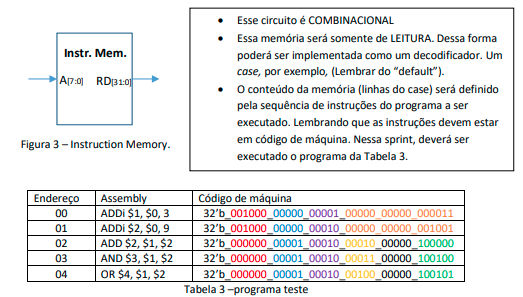 Instr. Mem.
A[7:0] RD[31:0]
Figura 3 – Instruction Memory.
• Esse circuito é COMBINACIONAL
• Essa memória será somente de LEITURA. Dessa forma
poderá ser implementada como um decodificador. Um
case, por exemplo, (Lembrar do “default”).
• O conteúdo da memória (linhas do case) será definido
pela sequência de instruções do programa a ser
executado. Lembrando que as instruções devem estar
em código de máquina. Nessa sprint, deverá ser
executado o programa da Tabela 3.
Endereço Assembly Código de máquina
00 ADDi $1, $0, 3 32’b_001000_00000_00001_00000_00000_000011
01 ADDi $2, $0, 9 32’b_001000_00000_00010_00000_00000_001001
02 ADD $2, $1, $2 32’b_000000_00001_00010_00010_00000_100000
03 AND $3, $1, $2 32’b_000000_00001_00010_00011_00000_100100
04 OR $4, $1, $2 32’b_000000_00001_00010_00100_00000_100101
Tabela 3 –programa teste